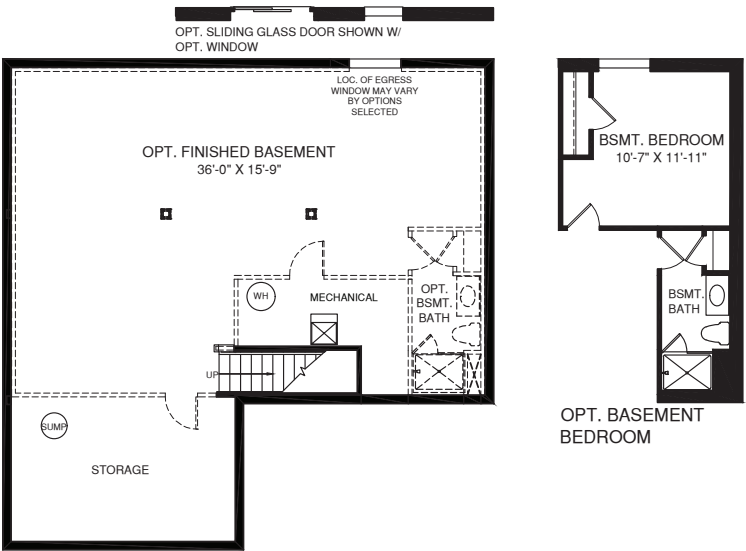 OPT. SLIDING GLASS DOOR SHOWN W/
OPT. WINDOW
LOC. OF EGRESS
WINDOW MAY VARY
BY OPTIONS
SELECTED
OPT. FINISHED BASEMENT
36'-0" X 15'-9"
WH
MECHANICAL
OPT.
BSMT.
BATH
UP
SUMP
STORAGE
BSMT. BEDROOM
10'-7" X 11'-11"
BSMT.
BATH
OPT. BASEMENT
BEDROOM